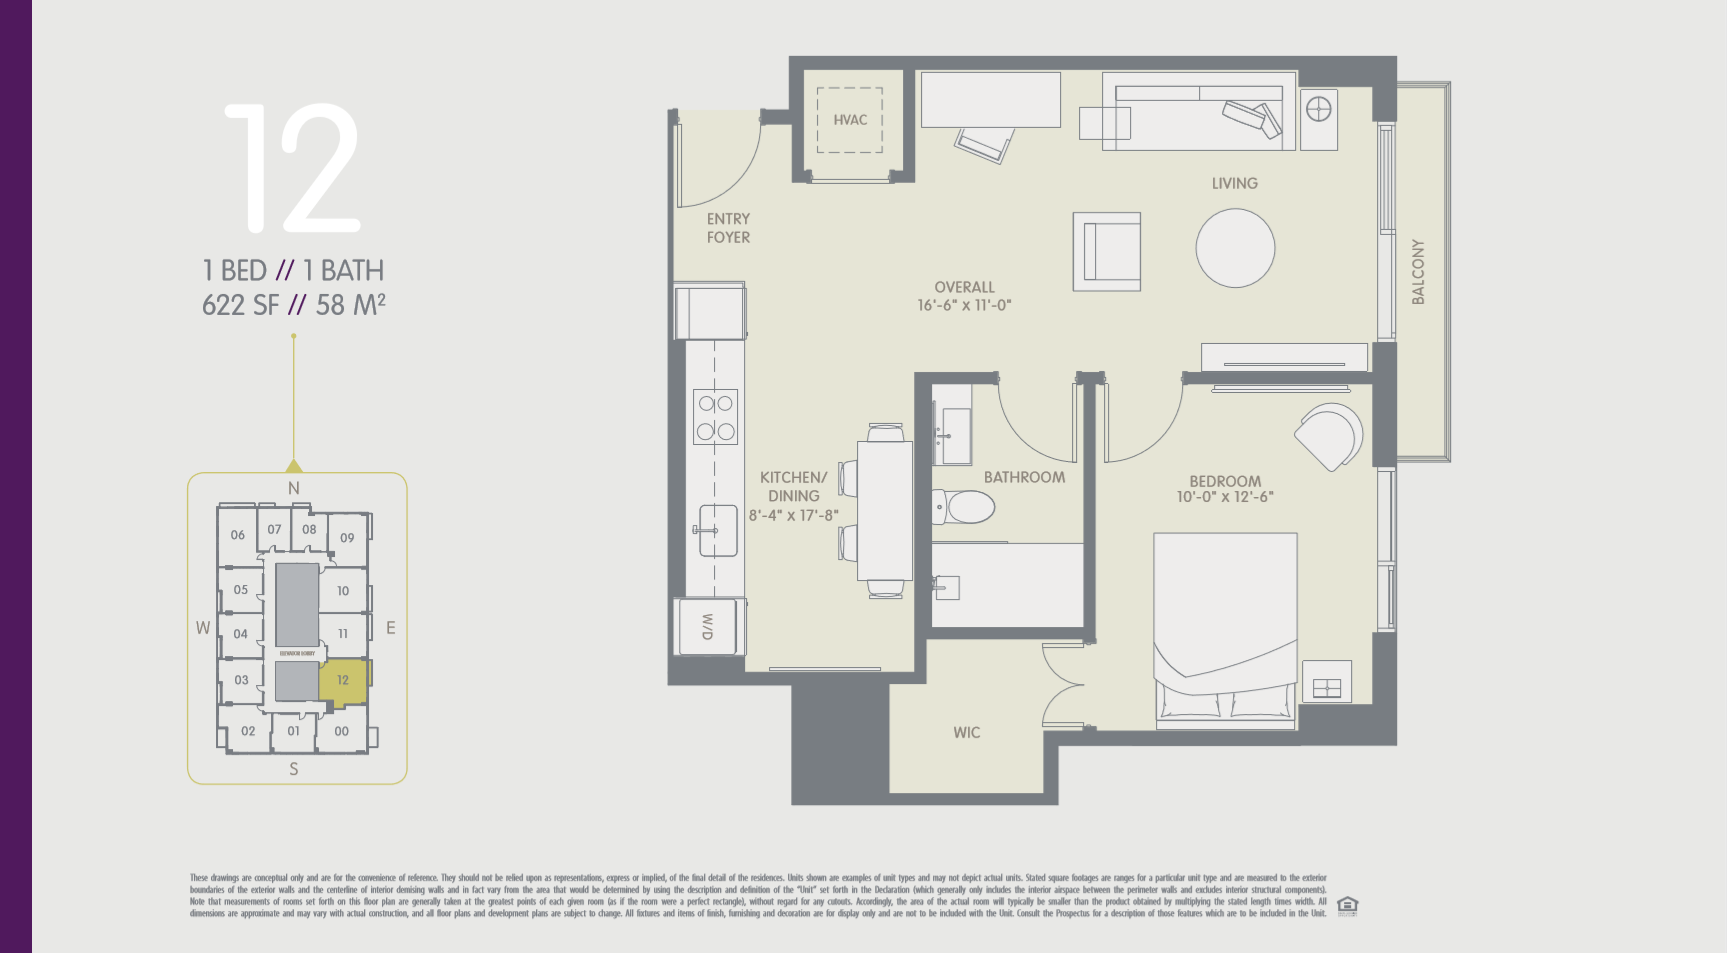 12
1 BED // 1 BATH
622 SF // 58 M²
N
06
07
08
09
05
10
W
04
11
E
ELEVATOR LOBBY
03
12
02
01
00
S
HVAC
ENTRY
FOYER
LIVING
OVERALL
16'-6" x 11'-0"
BALCONY
KITCHEN/
DINING
8'-4" x 17'-8"
BATHROOM
BEDROOM
10'-0" x 12'-6"
W/D
WIC
These drawings are conceptual only and are for the convenience of reference. They should not be relied upon as representations, express or implied, of the final detail of the residences. Units shown are examples of unit types and may not depict actual units. Stated square footages are ranges for a particular unit type and are measured to the exterior
boundaries of the exterior walls and the centerline of interior demising walls and in fact vary from the area that would be determined by using the description and definition of the "Unit" set forth in the Declaration (which generally only includes the interior airspace between the perimeter walls and excludes interior structural components).
Note that measurements of rooms set forth on this floor plan are generally taken at the greatest points of each given room (as if the room were a perfect rectangle), without regard for any cutouts. Accordingly, the area of the actual room will typically be smaller than the product obtained by multiplying the stated length times width. All
dimensions are approximate and may vary with actual construction, and all floor plans and development plans are subject to change. All fixtures and items of finish, furnishing and decoration are for display only and are not to be included with the Unit. Consult the Prospectus for a description of those features which are to be included in the Unit.